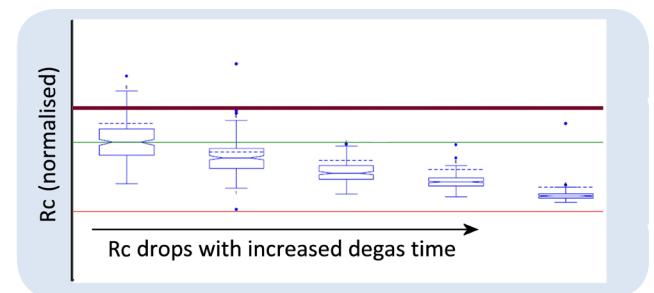 Rc (normalised)
Rc drops with increased degas time